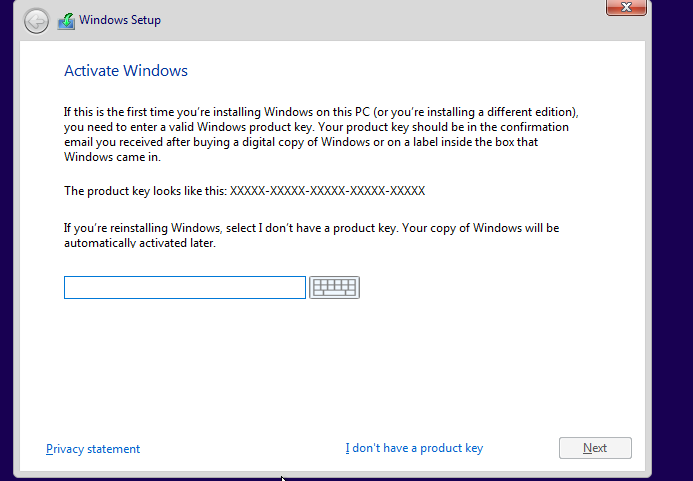 Windows Setup
Activate Windows
If this is the first time you're installing Windows on this PC (or you're installing a different edition),
you need to enter a valid Windows product key. Your product key should be in the confirmation
email you received after buying a digital copy of Windows or on a label inside the box that
Windows came in.
The product key looks like this: XXXXX-XXXXX-XXXXX-XXXXX-XXXXX
If you're reinstalling Windows, select I don't have a product key. Your copy of Windows will be
automatically activated later.
Privacy statement
I don't have a product key
Next